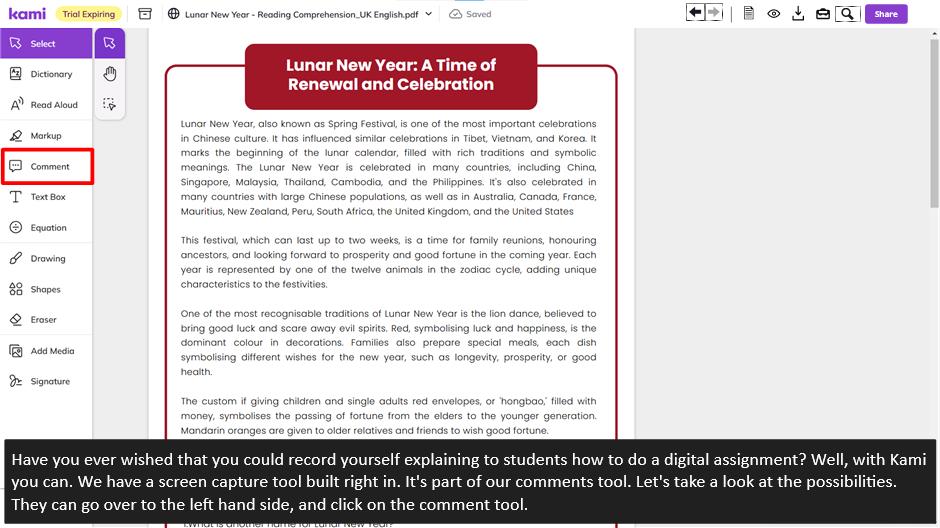 kami
Trial Expiring
Lunar New Year - Reading Comprehension_UK English.pdf
Saved
Share
Select
Dictionary
Read Aloud
Markup
Comment
Text Box
Equation
Drawing
Shapes
Eraser
Add Media
Signature
Lunar New Year: A Time of
Renewal and Celebration
Lunar New Year, also known as Spring Festival, is one of the most important celebrations
in Chinese culture. It has influenced similar celebrations in Tibet, Vietnam, and Korea. It
marks the beginning of the lunar calendar, filled with rich traditions and symbolic
meanings. The Lunar New Year is celebrated in many countries, including China,
Singapore, Malaysia, Thailand, Cambodia, and the Philippines. It's also celebrated in
many countries with large Chinese populations, as well as in Australia, Canada, France,
Mauritius, New Zealand, Peru, South Africa, the United Kingdom, and the United States
This festival, which can last up to two weeks, is a time for family reunions, honouring
ancestors, and looking forward to prosperity and good fortune in the coming year. Each
year is represented by one of the twelve animals in the zodiac cycle, adding unique
characteristics to the festivities.
One of the most recognisable traditions of Lunar New Year is the lion dance, believed to
bring good luck and scare away evil spirits. Red, symbolising luck and happiness, is the
dominant colour in decorations. Families also prepare special meals, each dish
symbolising different wishes for the new year, such as longevity, prosperity, or good
health.
The custom if giving children and single adults red envelopes, or 'hongbao,' filled with
money, symbolises the passing of fortune from the elders to the younger generation.
Mandarin oranges are given to older relatives and friends to wish good fortune.
Have you ever wished that you could record yourself explaining to students how to do a digital assignment? Well, with Kami
you can. We have a screen capture tool built right in. It's part of our comments tool. Let's take a look at the possibilities.
They can go over to the left hand side, and click on the comment tool.
1.What is another name for Lunar New Year?